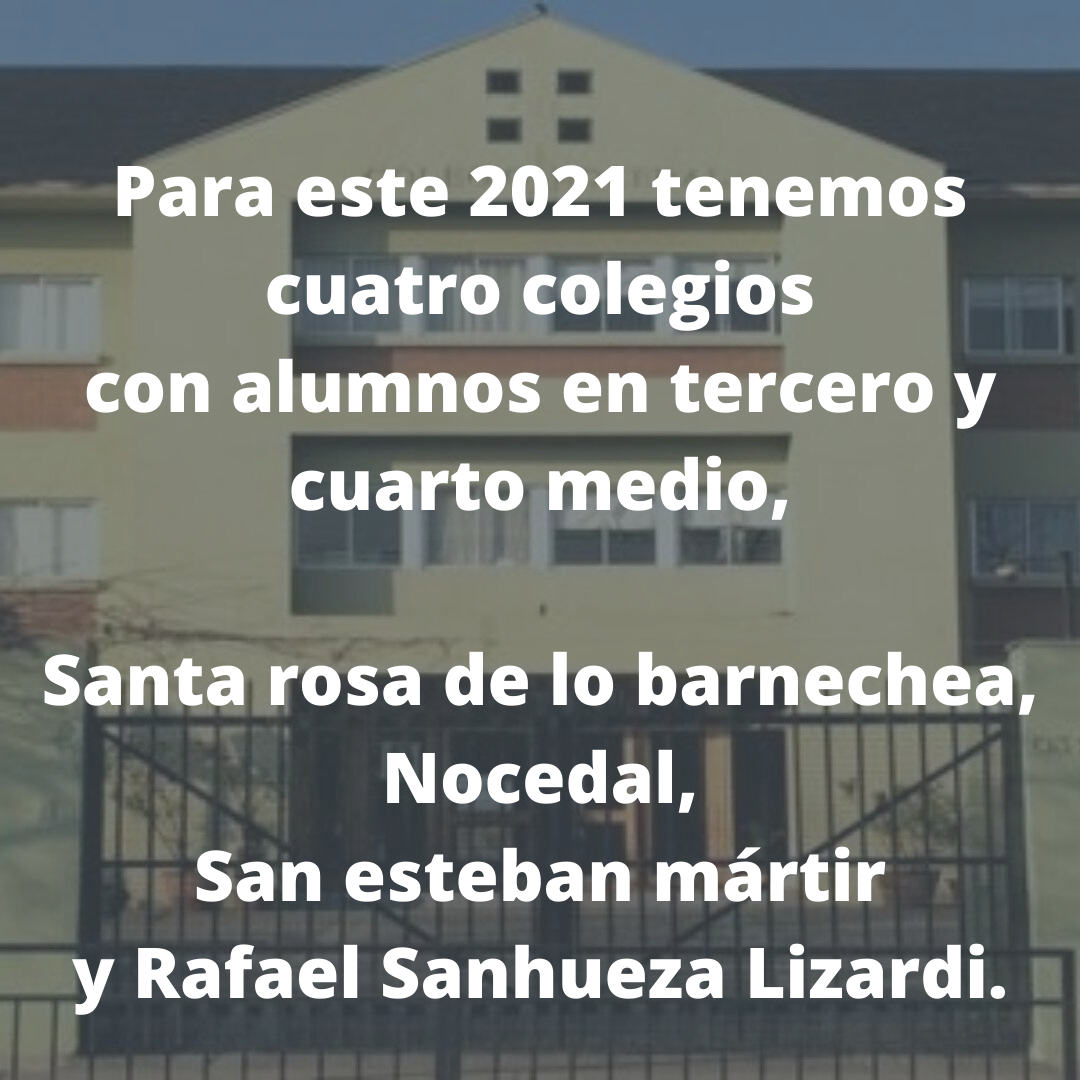 Para este 2021 tenemos
cuatro colegios
con alumnos en tercero y
cuarto medio,
Santa rosa de lo barnechea,
Nocedal,
San esteban mártir
y Rafael Sanhueza Lizardi.